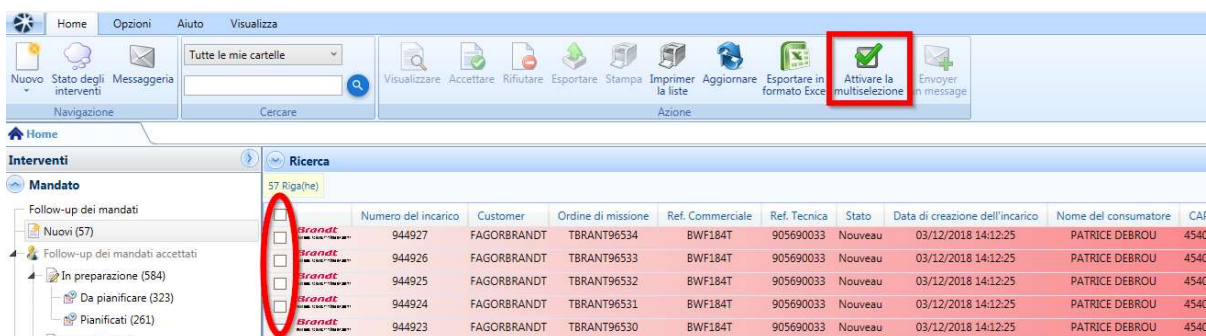 Home Opzioni Aiuto Visualizza
Nuovo
Stato degli interventi
Messaggeria
Tutte le mie cartelle
Visualizzare
Accettare
Rifiutare
Esportare
Stampa
Imprimer la liste
Aggiornare
Esportare in formato Exce
Attivare la multiselezione
Envoyer n message
Navigazione Cercare Azione
Home
Interventi
Ricerca
Mandato
57 Riga(he)
Follow-up dei mandati
Nuovi (57)
Follow-up dei mandati accettati
In preparazione (584)
Da pianificare (323)
Pianificati (261)
Numero del incarico Customer Ordine di missione Ref. Commerciale Ref. Tecnica Stato Data di creazione dell'incarico Nome del consumatore CAP
Brandt 944927 FAGORBRANDT TBRANT96534 BWF184T 905690033 Nouveau 03/12/2018 14:12:25 PATRICE DEBROU 4540
Brandt 944926 FAGORBRANDT TBRANT96533 BWF184T 905690033 Nouveau 03/12/2018 14:12:25 PATRICE DEBROU 4540
Brandt 944925 FAGORBRANDT TBRANT96532 BWF184T 905690033 Nouveau 03/12/2018 14:12:25 PATRICE DEBROU 4540
Brandt 944924 FAGORBRANDT TBRANT96531 BWF184T 905690033 Nouveau 03/12/2018 14:12:25 PATRICE DEBROU 4540
Brandt 944923 FAGORBRANDT TBRANT96530 BWF184T 905690033 Nouveau 03/12/2018 14:12:25 PATRICE DEBROU 4540